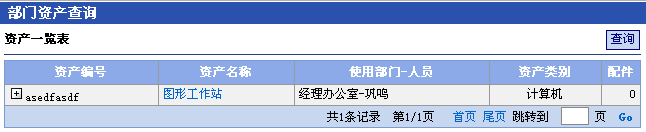 部门资产查询
资产一览表 查询
资产编号 资产名称 使用部门-人员 资产类别 配件
asedfasdf 图形工作站 经理办公室-巩鸣 计算机 0
共1条记录 第1/1页 首页 尾页 跳转到 页 Go